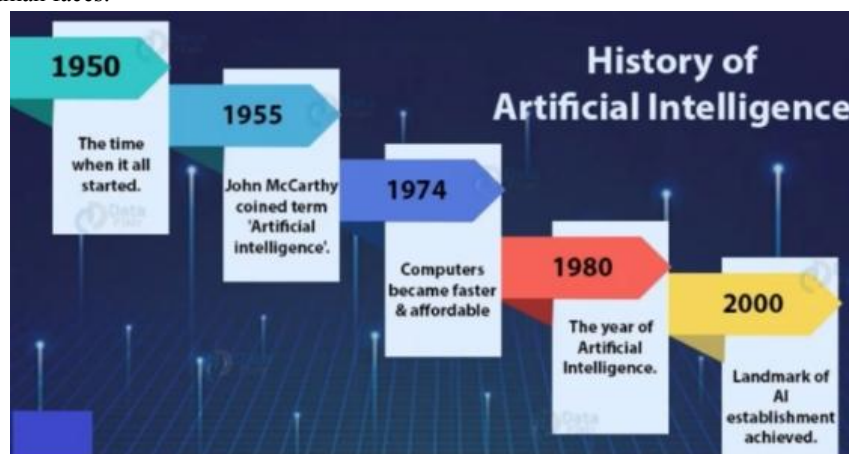 History of
Artificial Intelligence
1950
The time
when it all
started.
1955
John McCarthy
coined term
'Artificial
intelligence'.
1974
Computers
became faster
& affordable
1980
The year of
Artificial
Intelligence.
2000
Landmark of
AI
establishment
achieved.
Data